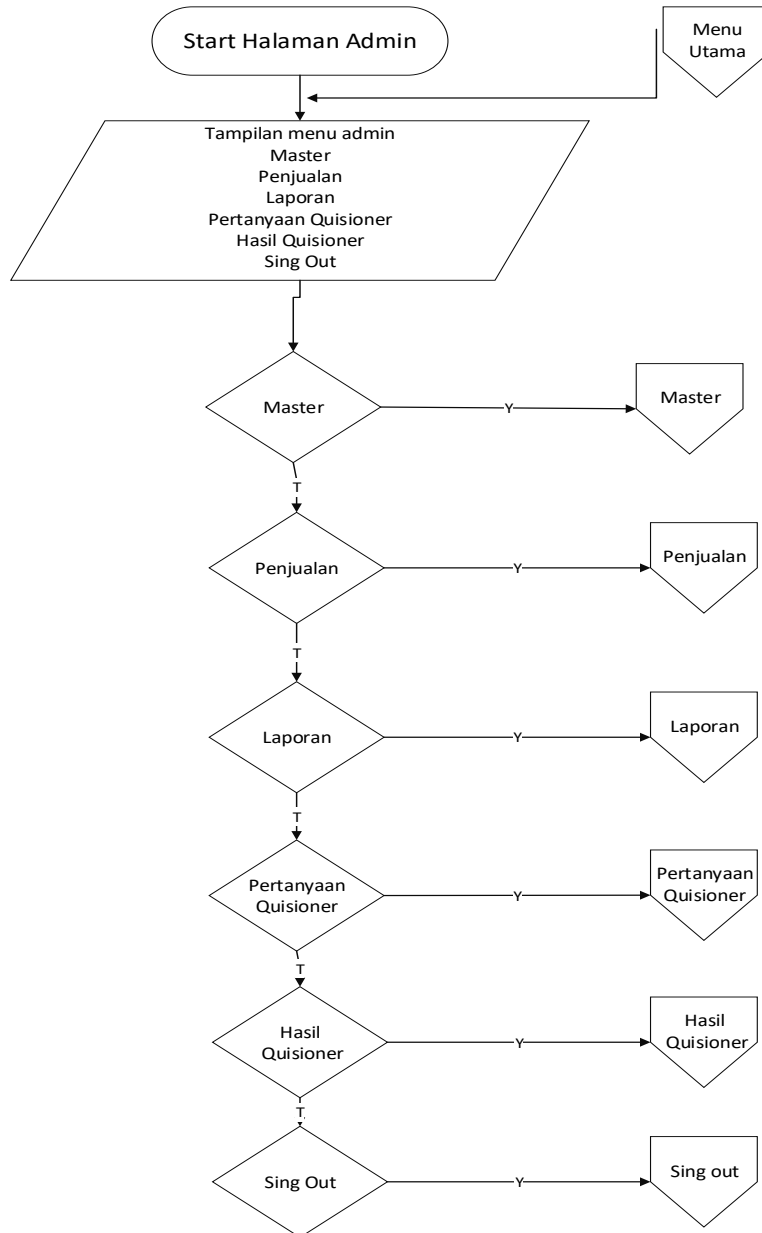 Start Halaman Admin
Menu
Utama
Tampilan menu admin
Master
Penjualan
Laporan
Pertanyaan Quisioner
Hasil Quisioner
Sing Out
Master
Y
Master
T
Penjualan
Y
Penjualan
T
Laporan
Y
Laporan
T
Pertanyaan
Quisioner
Y
Pertanyaan
Quisioner
T
Hasil
Quisioner
Y
Hasil
Quisioner
T
Sing Out
Y
Sing out